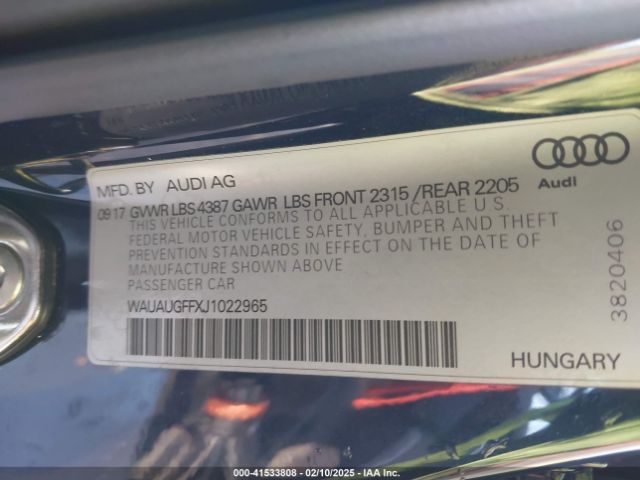 MFD. BY AUDI AG
09 17 GVWR LBS 4387 GAWR LBS FRONT 2315 /REAR 2205
THIS VEHICLE CONFORMS TO ALL APPLICABLE U S.
FEDERAL MOTOR VEHICLE SAFETY, BUMPER AND THEFT
PREVENTION STANDARDS IN EFFECT ON THE DATE OF
MANUFACTURE SHOWN ABOVE
PASSENGER CAR
WAUAUGFFXJ1022965
Audi
3820406
HUNGARY
000-41533808 - 02/10/2025 - IAA Inc.